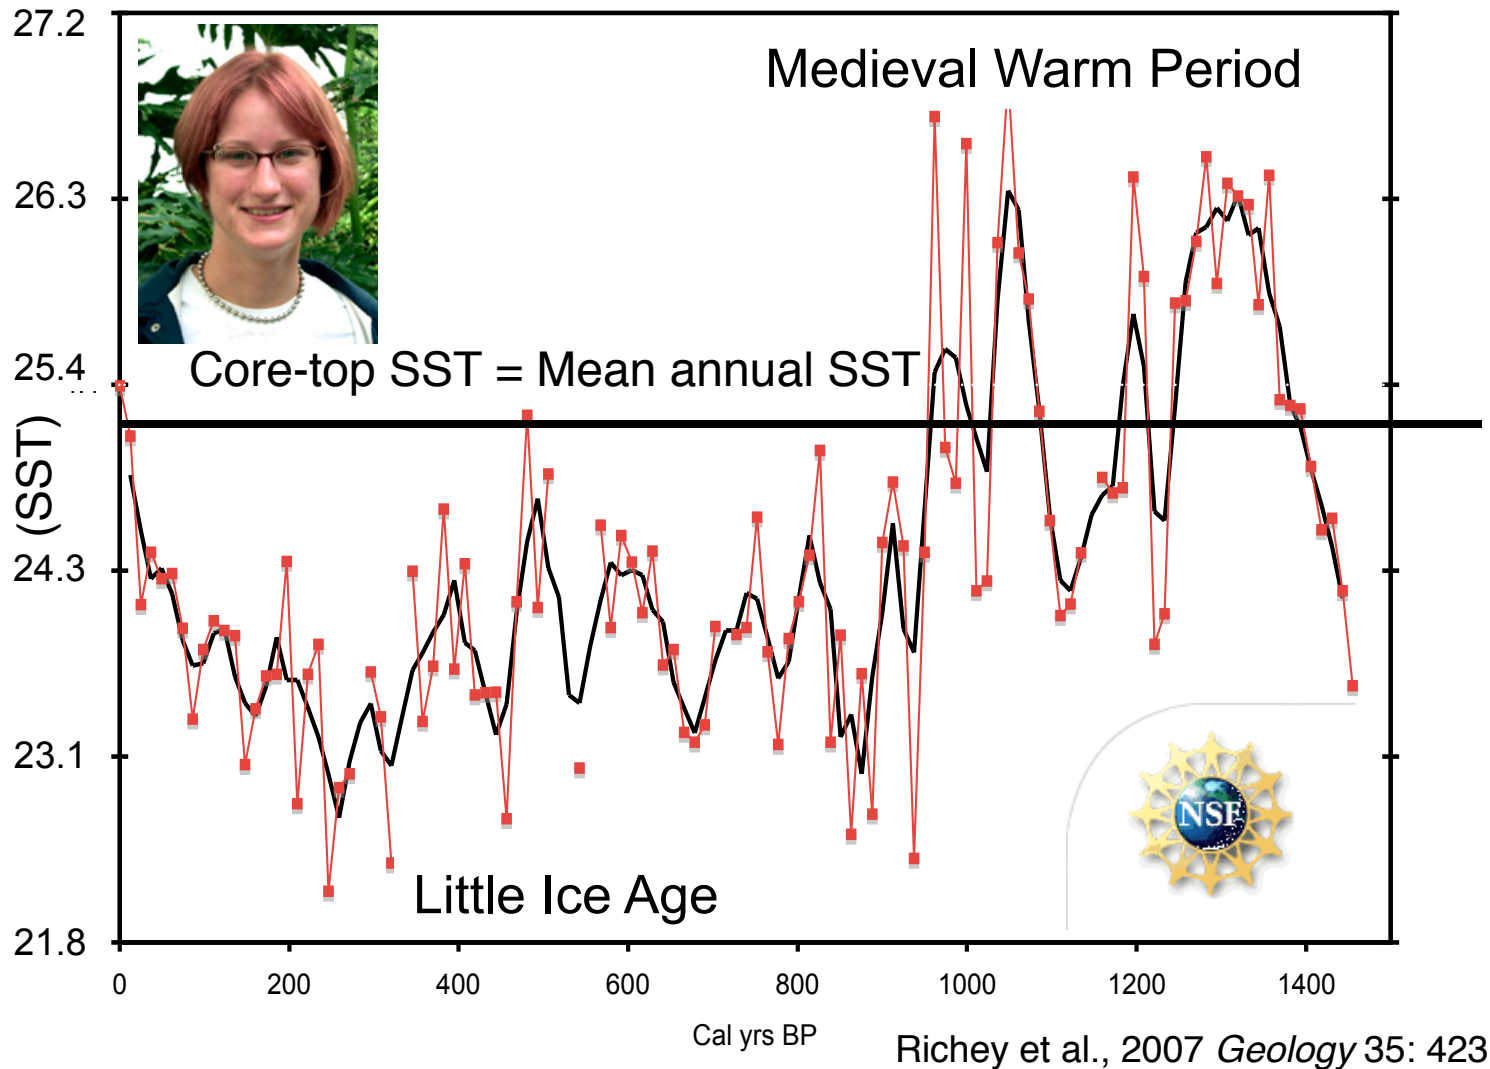 27.2
Medieval Warm Period
26.3
25.4
Core-top SST = Mean annual SST
(SST)
24.3
23.1
NSF
Little Ice Age
21.8
0 200 400 600 800 1000 1200 1400
Cal yrs BP
Richey et al., 2007 Geology 35: 423